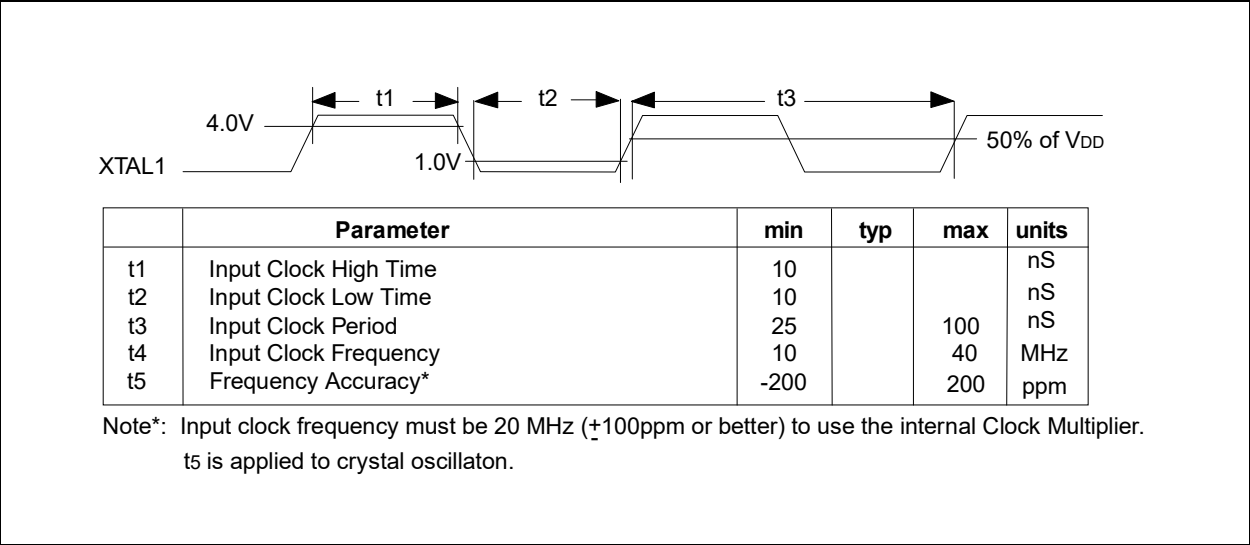 t1 t2 t3
4.0V
50% of VDD
XTAL1 1.0V
Parameter min typ max units
t1 Input Clock High Time 10 nS
t2 Input Clock Low Time 10 nS
t3 Input Clock Period 25 100 nS
t4 Input Clock Frequency 10 40 MHz
t5 Frequency Accuracy* -200 200 ppm
Note*: Input clock frequency must be 20 MHz (±100ppm or better) to use the internal Clock Multiplier.
t5 is applied to crystal oscillaton.